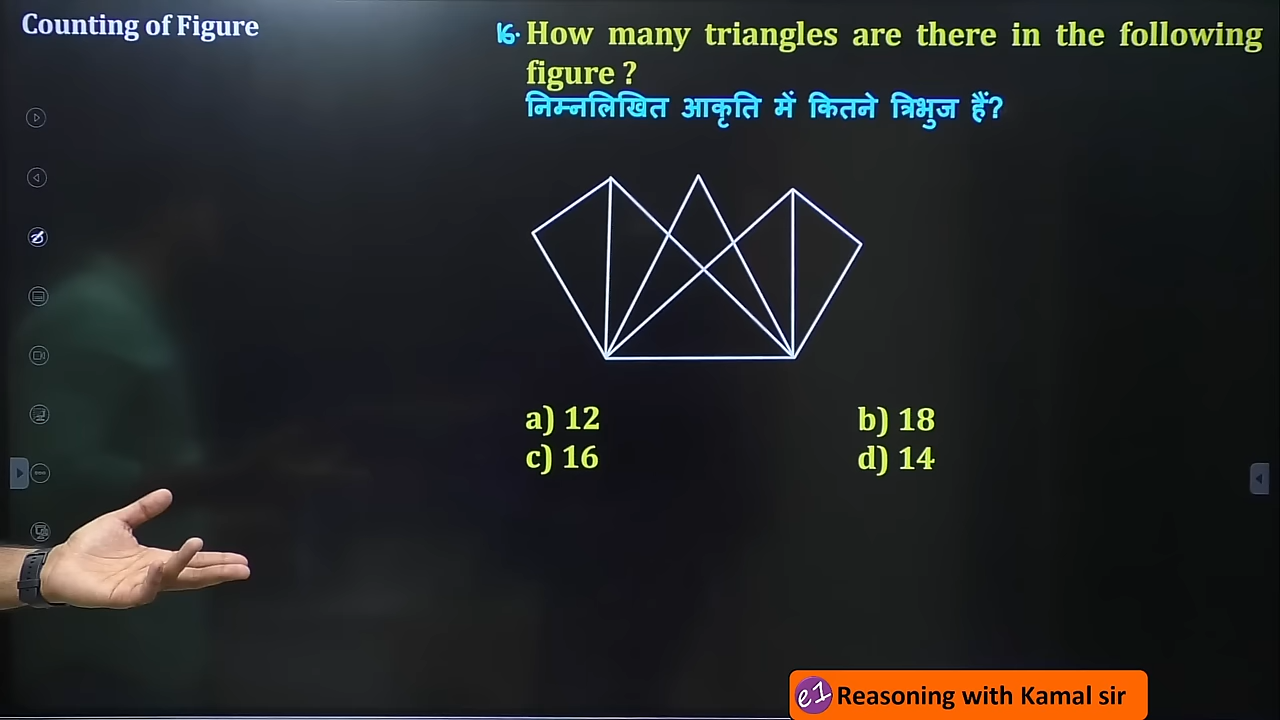 Counting of Figure
16. How many triangles are there in the following
figure ?
निम्नलिखित आकृति में कितने त्रिभुज हैं?
a) 12
b) 18
c) 16
d) 14
e1 Reasoning with Kamal sir